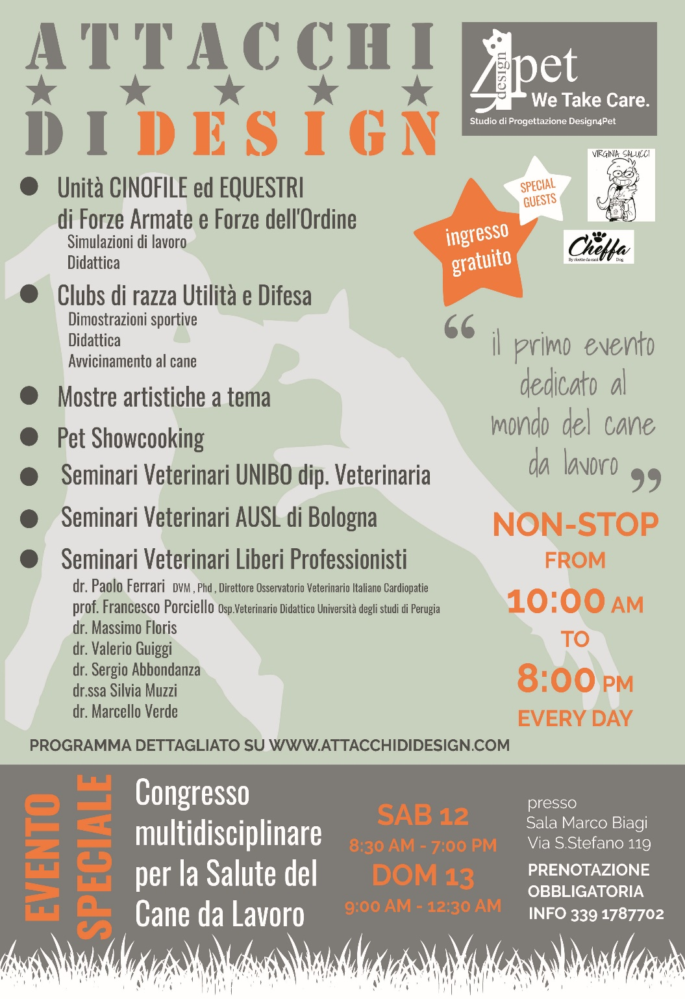 ATTACCHI
DI DESIGN
design
4pet
We Take Care.
Studio di Progettazione Design4Pet
VIRGINIA SALUCCI
SPECIAL
GUESTS
ingresso
gratuito
Cheffa
By ricette da cani Dog
Unità CINOFILE ed EQUESTRI
di Forze Armate e Forze dell'Ordine
Simulazioni di lavoro
Didattica
Clubs di razza Utilità e Difesa
Dimostrazioni sportive
Didattica
Avvicinamento al cane
Mostre artistiche a tema
Pet Showcooking
Seminari Veterinari UNIBO dip. Veterinaria
Seminari Veterinari AUSL di Bologna
Seminari Veterinari Liberi Professionisti
dr. Paolo Ferrari DVM , Phd , Direttore Osservatorio Veterinario Italiano Cardiopatie
prof. Francesco Porciello Osp.Veterinario Didattico Università degli studi di Perugia
dr. Massimo Floris
dr. Valerio Guiggi
dr. Sergio Abbondanza
dr.ssa Silvia Muzzi
dr. Marcello Verde
“ il primo evento
dedicato al
mondo del cane
da lavoro ”
NON-STOP
FROM
10:00 AM
TO
8:00 PM
EVERY DAY
PROGRAMMA DETTAGLIATO SU WWW.ATTACCHIDIDESIGN.COM
EVENTO
SPECIALE
Congresso
multidisciplinare
per la Salute del
Cane da Lavoro
SAB 12
8:30 AM - 7:00 PM
DOM 13
9:00 AM - 12:30 AM
presso
Sala Marco Biagi
Via S.Stefano 119
PRENOTAZIONE
OBBLIGATORIA
INFO 339 1787702